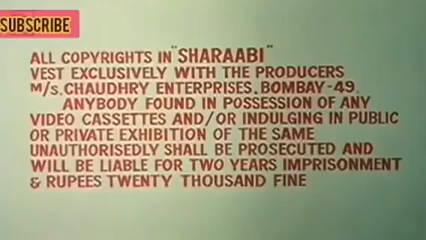 SUBSCRIBE
ALL COPYRIGHTS IN "SHARAABI"
VEST EXCLUSIVELY WITH THE PRODUCERS
M/s. CHAUDHRY ENTERPRISES, BOMBAY-49.
ANYBODY FOUND IN POSSESSION OF ANY
VIDEO CASSETTES AND/OR INDULGING IN PUBLIC
OR PRIVATE EXHIBITION OF THE SAME
UNAUTHORISEDLY SHALL BE PROSECUTED AND
WILL BE LIABLE FOR TWO YEARS IMPRISONMENT
& RUPEES TWENTY THOUSAND FINE